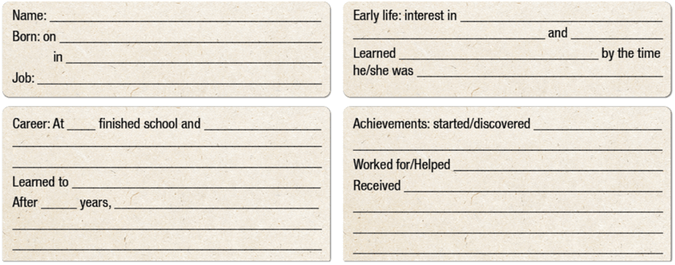 Name:
Born: on
in
Job:
Early life: interest in
and
Learned by the time
he/she was
Career: At finished school and
Learned to
After years,
Achievements: started/discovered
Worked for/Helped
Received